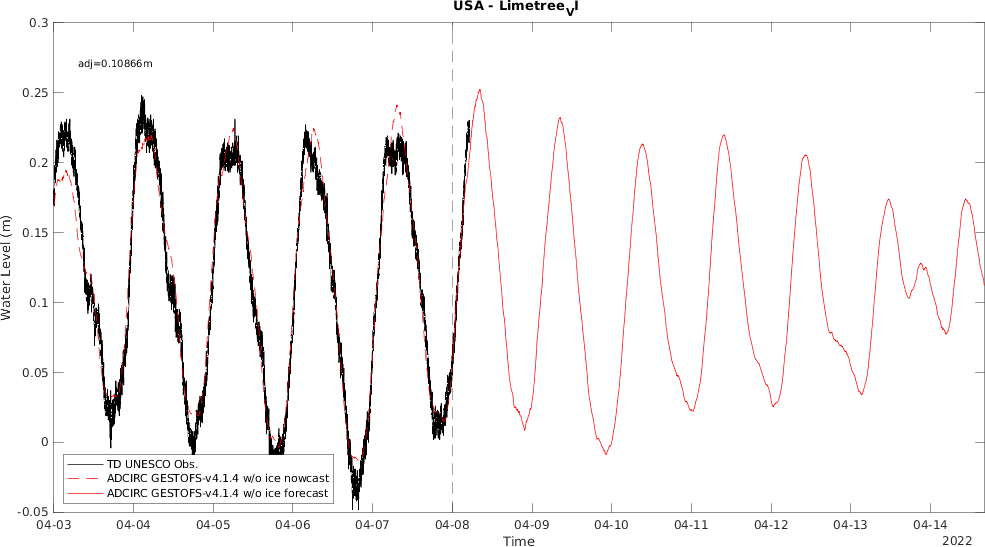 USA - Limetree_VI
0.3
adj=0.10866m
0.25
0.2
0.15
0.1
0.05
0
-0.05
Water Level (m)
TD UNESCO Obs.
ADCIRC GESTOFS-v4.1.4 w/o ice nowcast
ADCIRC GESTOFS-v4.1.4 w/o ice forecast
04-03 04-04 04-05 04-06 04-07 04-08 04-09 04-10 04-11 04-12 04-13 04-14
Time
2022